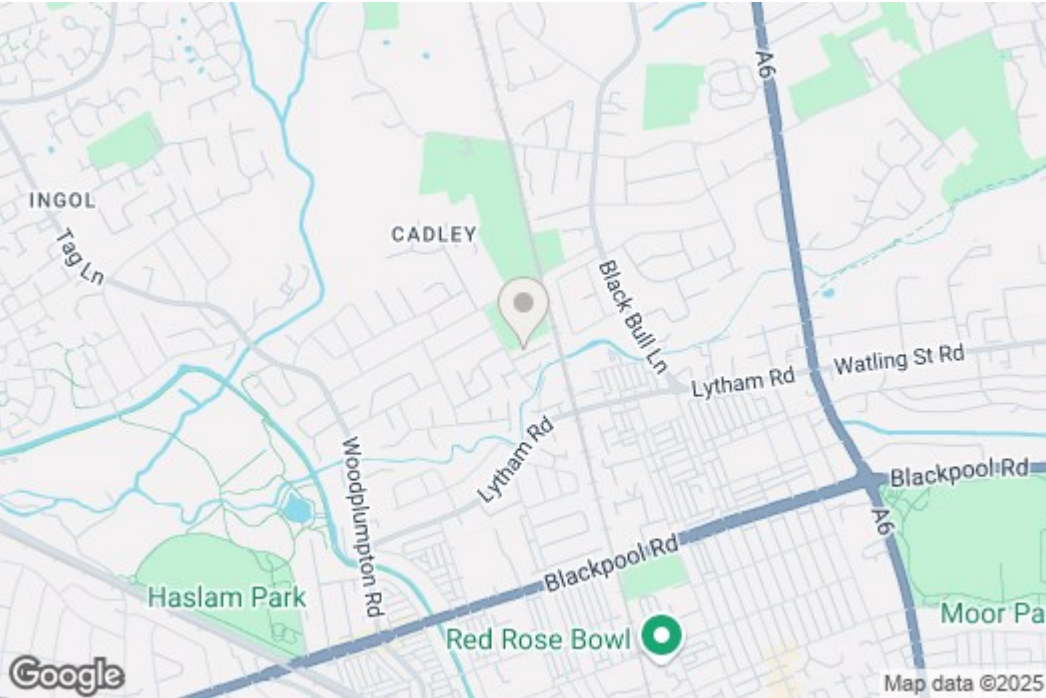 A6
INGOL
CADLEY
Tag Ln
Black Bull Ln
Watling St Rd
Lytham Rd
Lytham Rd
Woodplumpton Rd
Blackpool Rd
A6
Blackpool Rd
Haslam Park
Moor Pa
Red Rose Bowl
Google
Map data ©2025